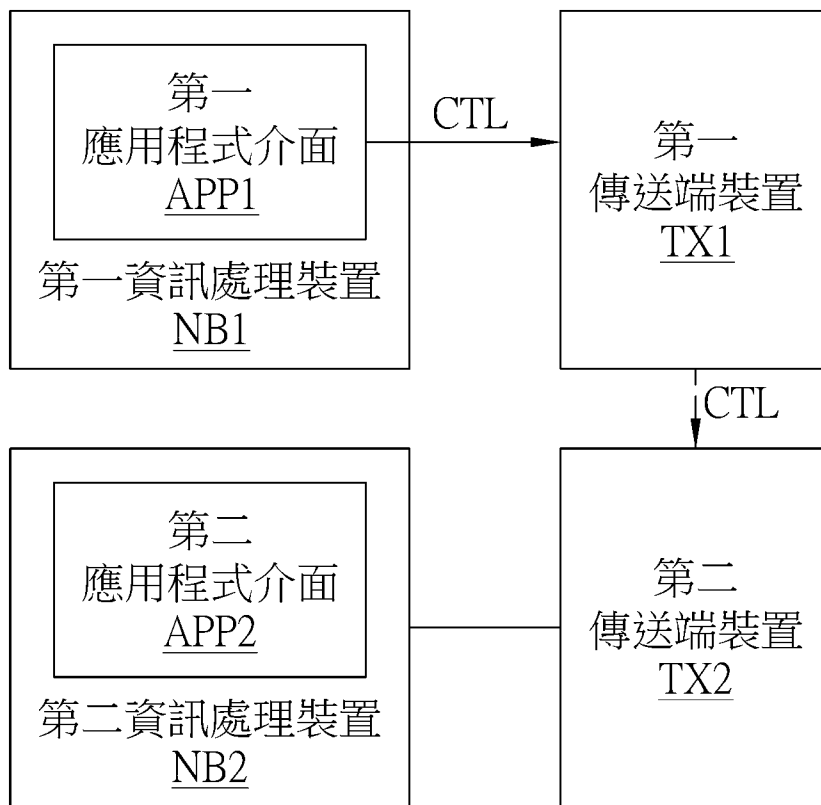 第一
應用程式介面
APP1
第一資訊處理裝置
NB1
CTL
第一
傳送端裝置
TX1
CTL
第二
應用程式介面
APP2
第二資訊處理裝置
NB2
第二
傳送端裝置
TX2